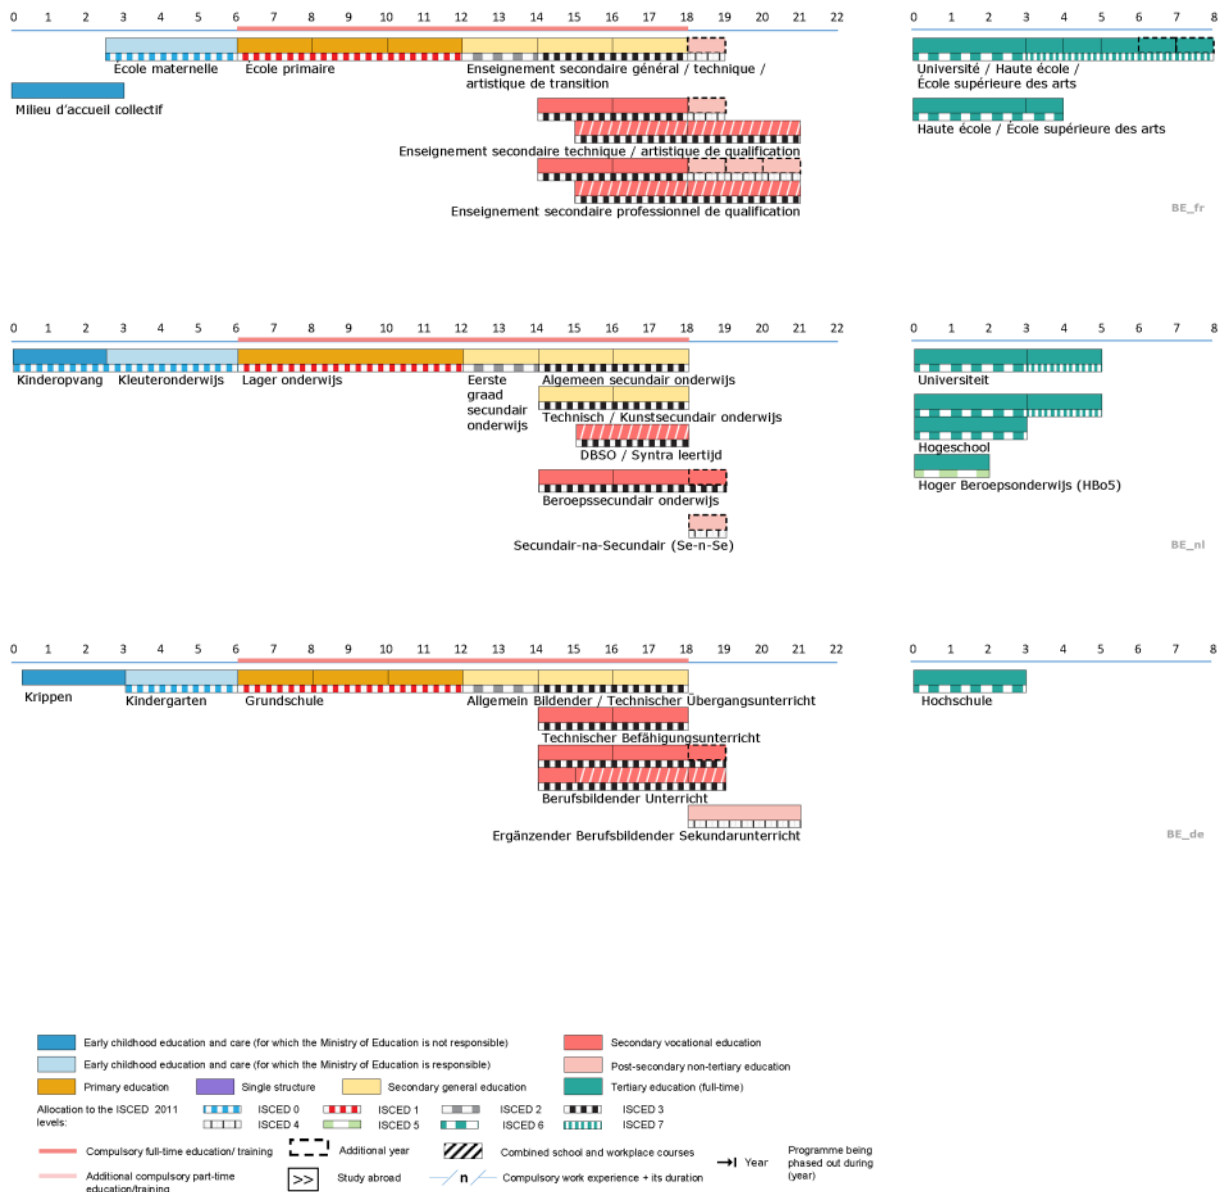 0 1 2 3 4 5 6 7 8 9 10 11 12 13 14 15 16 17 18 19 20 21 22
0 1 2 3 4 5 6 7 8
École maternelle
École primaire
Enseignement secondaire général / technique /
artistique de transition
Université / Haute école /
École supérieure des arts
Milieu d'accueil collectif
Haute école / École supérieure des arts
Enseignement secondaire technique / artistique de qualification
Enseignement secondaire professionnel de qualification
BE_fr
0 1 2 3 4 5 6 7 8 9 10 11 12 13 14 15 16 17 18 19 20 21 22
0 1 2 3 4 5 6 7 8
Kinderopvang
Kleuteronderwijs
Lager onderwijs
Eerste
graad
secundair
onderwijs
Algemeen secundair onderwijs
Universiteit
Technisch / Kunstsecundair onderwijs
DBSO / Syntra leertijd
Hogeschool
Beroepssecundair onderwijs
Hoger Beroepsonderwijs (HBo5)
Secundair-na-Secundair (Se-n-Se)
BE_nl
0 1 2 3 4 5 6 7 8 9 10 11 12 13 14 15 16 17 18 19 20 21 22
0 1 2 3 4 5 6 7 8
Krippen
Kindergarten
Grundschule
Allgemein Bildender / Technischer Übergangsunterricht
Hochschule
Technischer Befähigungsunterricht
Berufsbildender Unterricht
Ergänzender Berufsbildender Sekundarunterricht
BE_de
Early childhood education and care (for which the Ministry of Education is not responsible)
Secondary vocational education
Early childhood education and care (for which the Ministry of Education is responsible)
Post-secondary non-tertiary education
Primary education
Single structure
Secondary general education
Tertiary education (full-time)
Allocation to the ISCED 2011
levels:
ISCED 0
ISCED 1
ISCED 2
ISCED 3
ISCED 4
ISCED 5
ISCED 6
ISCED 7
Compulsory full-time education/ training
Additional year
Combined school and workplace courses
Year
Programme being
phased out during
(year)
Additional compulsory part-time
education/training
>>
Study abroad
n
Compulsory work experience + its duration